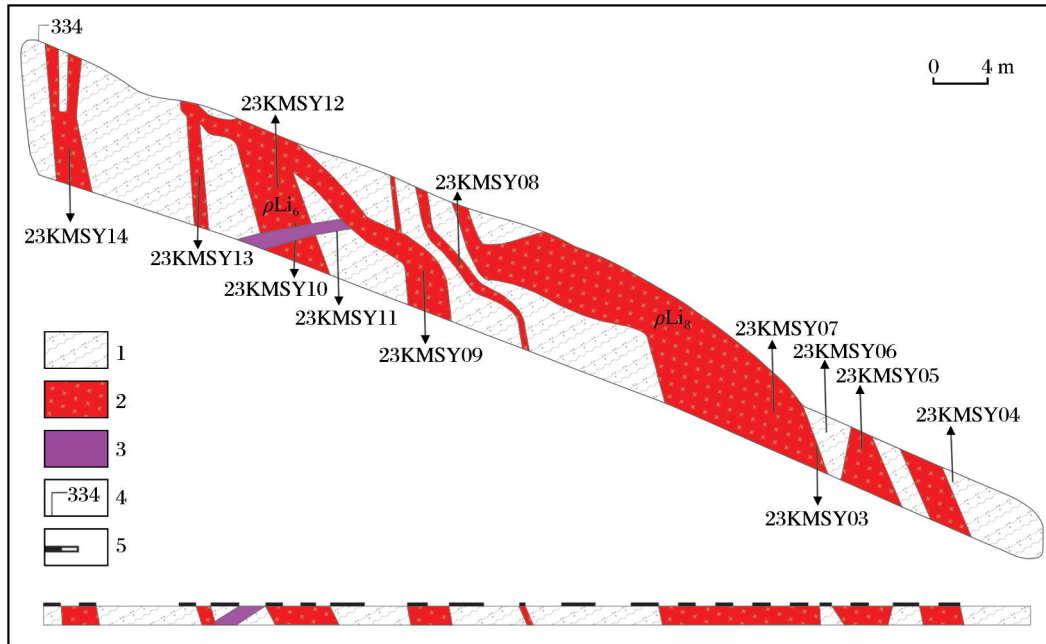 334
0 4 m
23KMSY12
23KMSY08
ρLi₆
23KMSY14
23KMSY13
23KMSY10
23KMSY11
23KMSY09
ρLi₈
23KMSY07
23KMSY06
23KMSY05
23KMSY04
23KMSY03
1
2
3
334 4
5